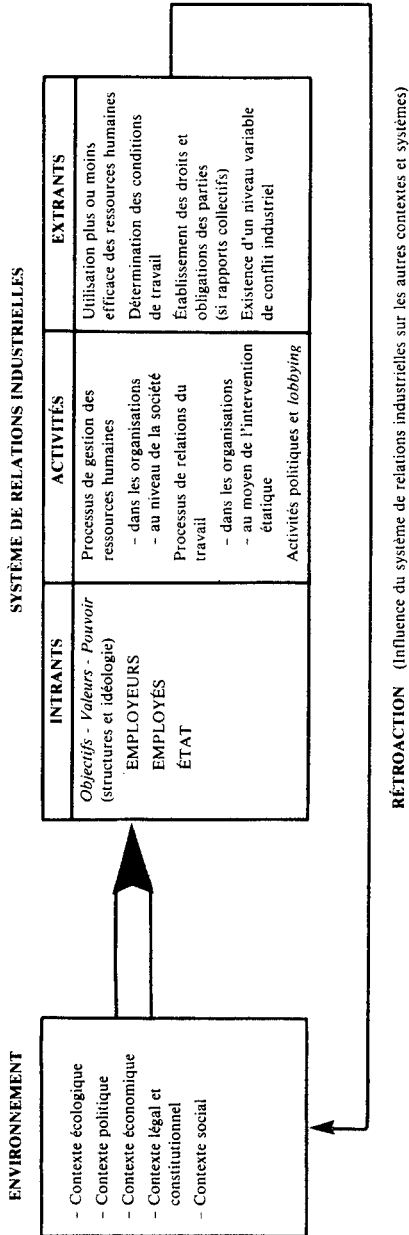 SYSTÈME DE RELATIONS INDUSTRIELLES
ENVIRONNEMENT
- Contexte écologique
- Contexte politique
- Contexte économique
- Contexte légal et
constitutionnel
- Contexte social
INTRANTS
Objectifs - Valeurs - Pouvoir
(structures et idéologie)
EMPLOYEURS
EMPLOYÉS
ÉTAT
ACTIVITÉS
Processus de gestion des
ressources humaines
- dans les organisations
- au niveau de la société
Processus de relations du
travail
- dans les organisations
- au moyen de l'intervention
étatique
Activités politiques et lobbying
EXTRANTS
Utilisation plus ou moins
efficace des ressources humaines
Détermination des conditions
de travail
Établissement des droits et
obligations des parties
(si rapports collectifs)
Existence d'un niveau variable
de conflit industriel
RÉTROACTION (Influence du système de relations industrielles sur les autres contextes et systèmes)